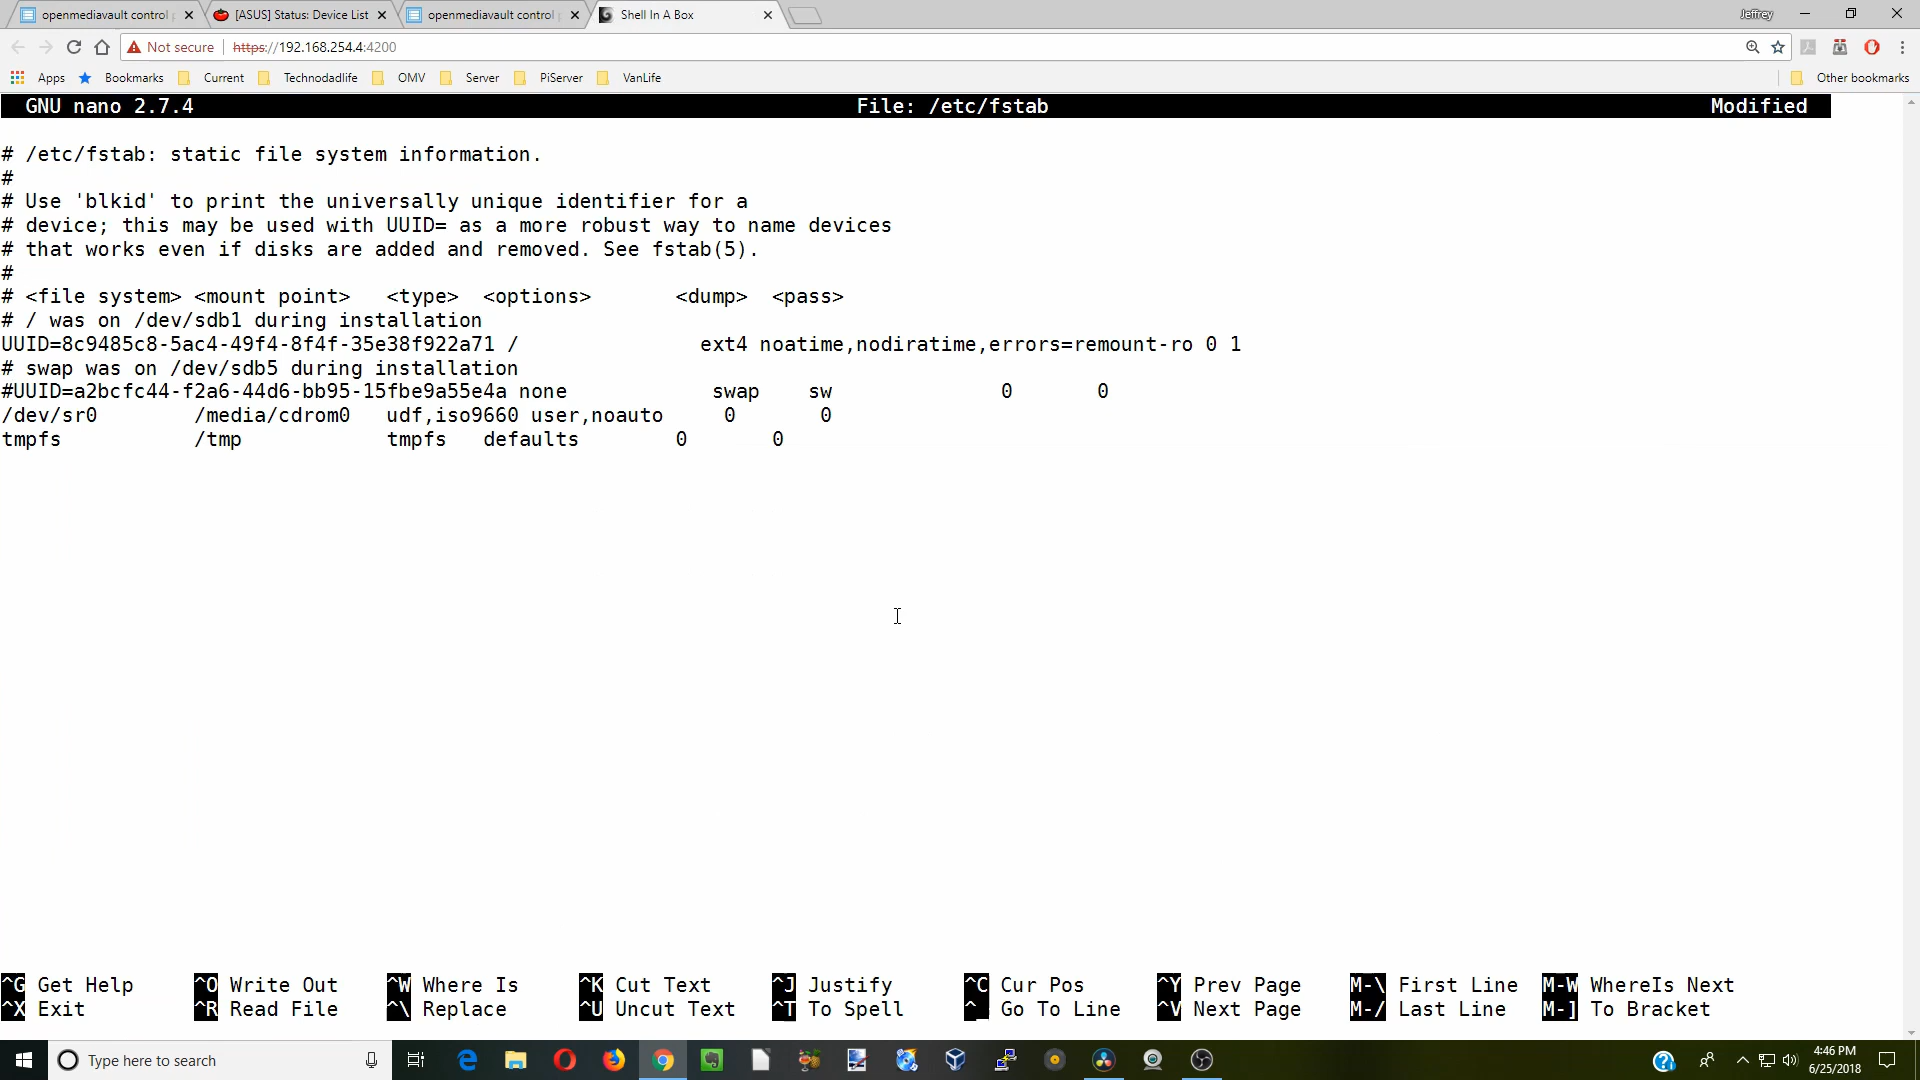 openmediavault control
[ASUS] Status: Device List
openmediavault control
Shell In A Box
Jeffrey
Not secure
https://192.168.254.4:4200
Apps
Bookmarks
Current
Technodadlife
OMV
Server
PiServer
VanLife
Other bookmarks
GNU nano 2.7.4 File: /etc/fstab Modified
# /etc/fstab: static file system information.
#
# Use 'blkid' to print the universally unique identifier for a
# device; this may be used with UUID= as a more robust way to name devices
# that works even if disks are added and removed. See fstab(5).
#
# <file system> <mount point>   <type>  <options>       <dump>  <pass>
# / was on /dev/sdb1 during installation
UUID=8c9485c8-5ac4-49f4-8f4f-35e38f922a71 /               ext4 noatime,nodiratime,errors=remount-ro 0 1
# swap was on /dev/sdb5 during installation
#UUID=a2bcfc44-f2a6-44d6-bb95-15fbe9a55e4a none            swap    sw              0       0
/dev/sr0        /media/cdrom0   udf,iso9660 user,noauto     0       0
tmpfs           /tmp            tmpfs   defaults        0       0
^G Get Help ^O Write Out ^W Where Is ^K Cut Text ^J Justify ^C Cur Pos ^Y Prev Page M-\ First Line M-W WhereIs Next
^X Exit ^R Read File ^\ Replace ^U Uncut Text ^T To Spell ^_ Go To Line ^V Next Page M-/ Last Line M-] To Bracket
Type here to search
4:46 PM
6/25/2018